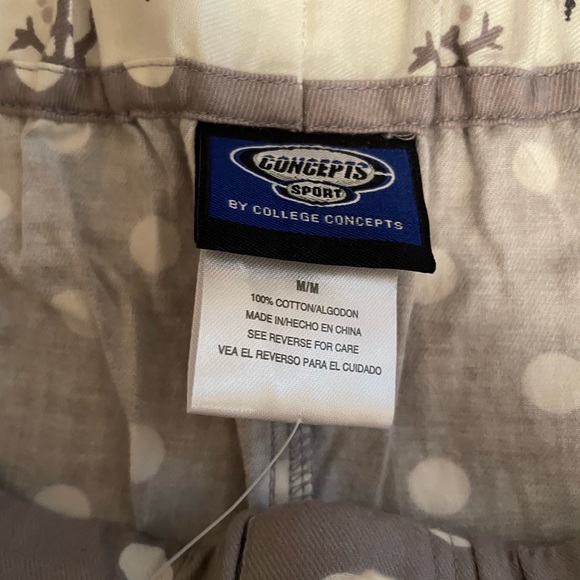 CONCEPTS
SPORT
BY COLLEGE CONCEPTS
M/M
100% COTTON/ALGODON
MADE IN/HECHO EN CHINA
SEE REVERSE FOR CARE
VEA EL REVERSO PARA EL CUIDADO